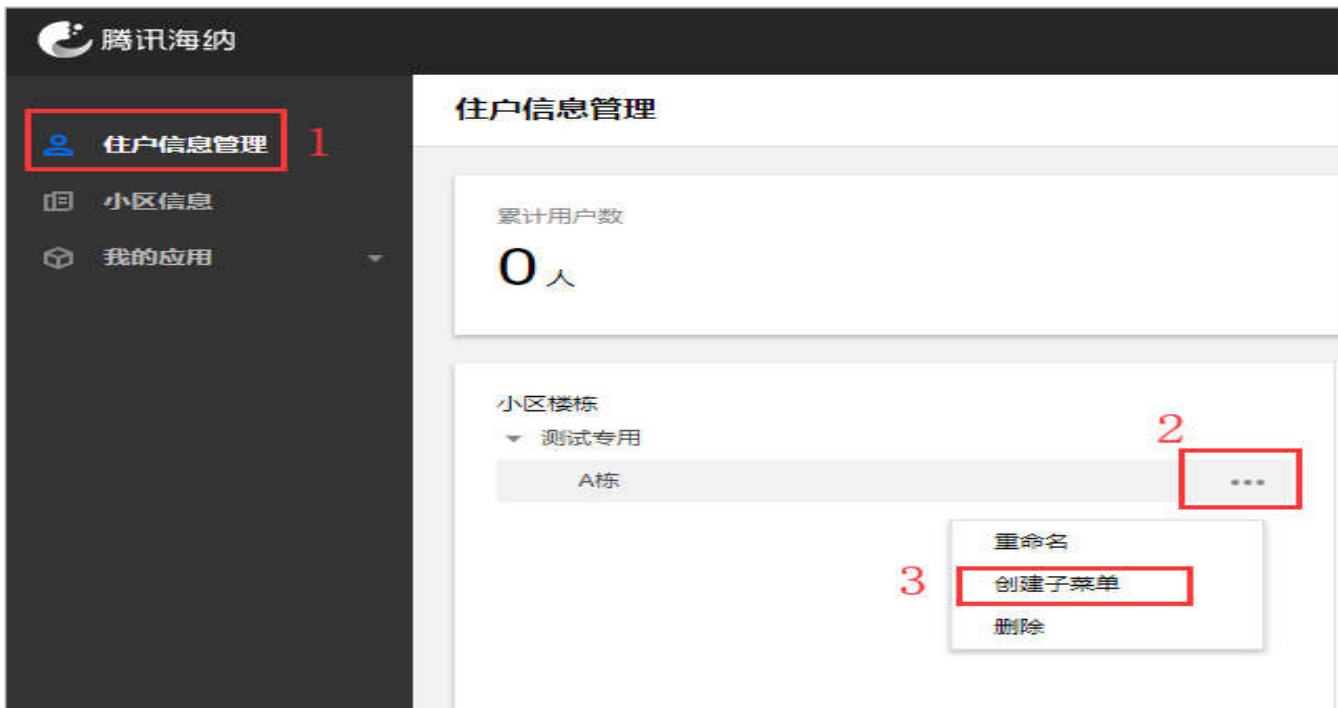 腾讯海纳
住户信息管理
1
小区信息
我的应用
住户信息管理
累计用户数
0人
小区楼栋
测试专用
2
A栋
重命名
3
创建子菜单
删除